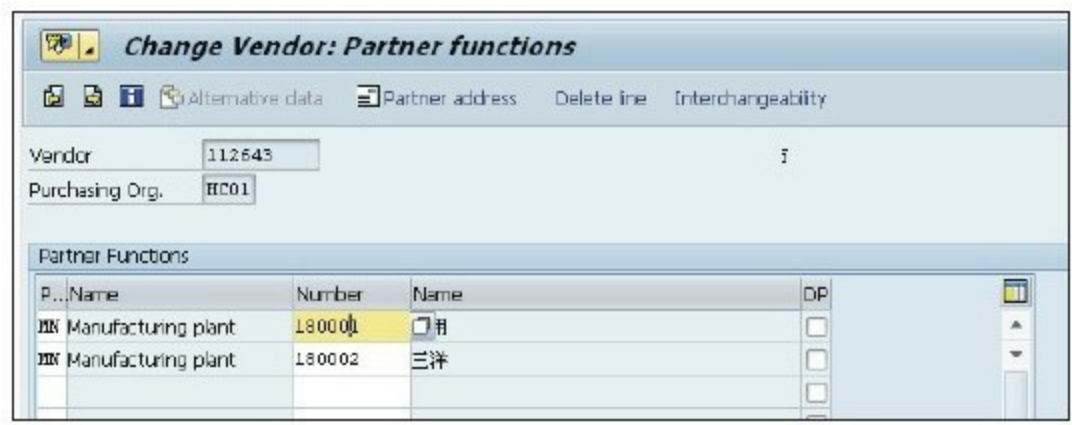 Change Vendor: Partner functions
Alternative data Partner address Delete line Interchangeability
Vendor 112643
Purchasing Org. HC01
Partner Functions
P... Name Number Name DP
MN Manufacturing plant 180001
MN Manufacturing plant 180002 三洋